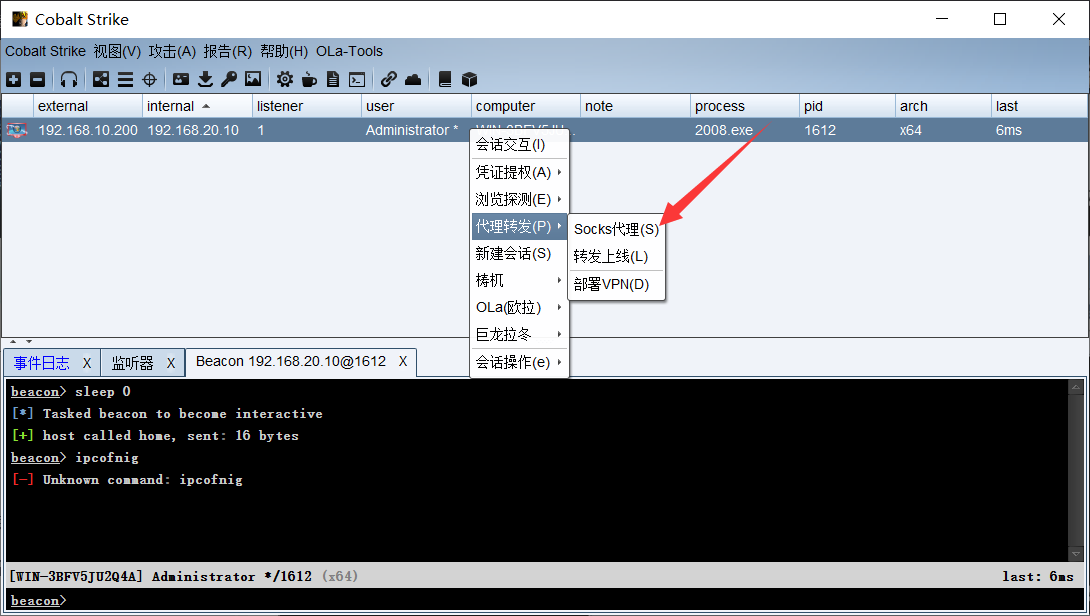 Cobalt Strike
Cobalt Strike 视图(V) 攻击(A) 报告(R) 帮助(H) OLa-Tools
external internal listener user computer note process pid arch last
192.168.10.200 192.168.20.10 1 Administrator * 2008.exe 1612 x64 6ms
会话交互(I)
凭证提权(A)
浏览探测(E)
代理转发(P)
Socks代理(S)
新建会话(S)
转发上线(L)
梼杌
部署VPN(D)
OLa(欧拉)
巨龙拉冬
会话操作(e)
事件日志 X 监听器 X Beacon 192.168.20.10@1612 X
beacon> sleep 0
[*] Tasked beacon to become interactive
[+] host called home, sent: 16 bytes
beacon> ipcofnig
[-] Unknown command: ipcofnig
[WIN-3BFV5JU2Q4A] Administrator */1612 (x64) last: 6ms
beacon>